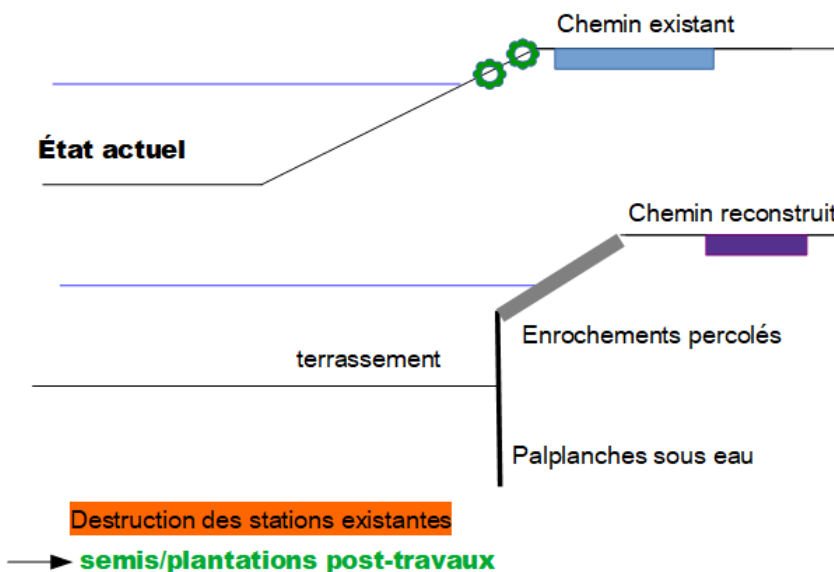 Chemin existant
État actuel
Chemin reconstruit
Enrochements percolés
terrassement
Palplanches sous eau
Destruction des stations existantes
semis/plantations post-travaux